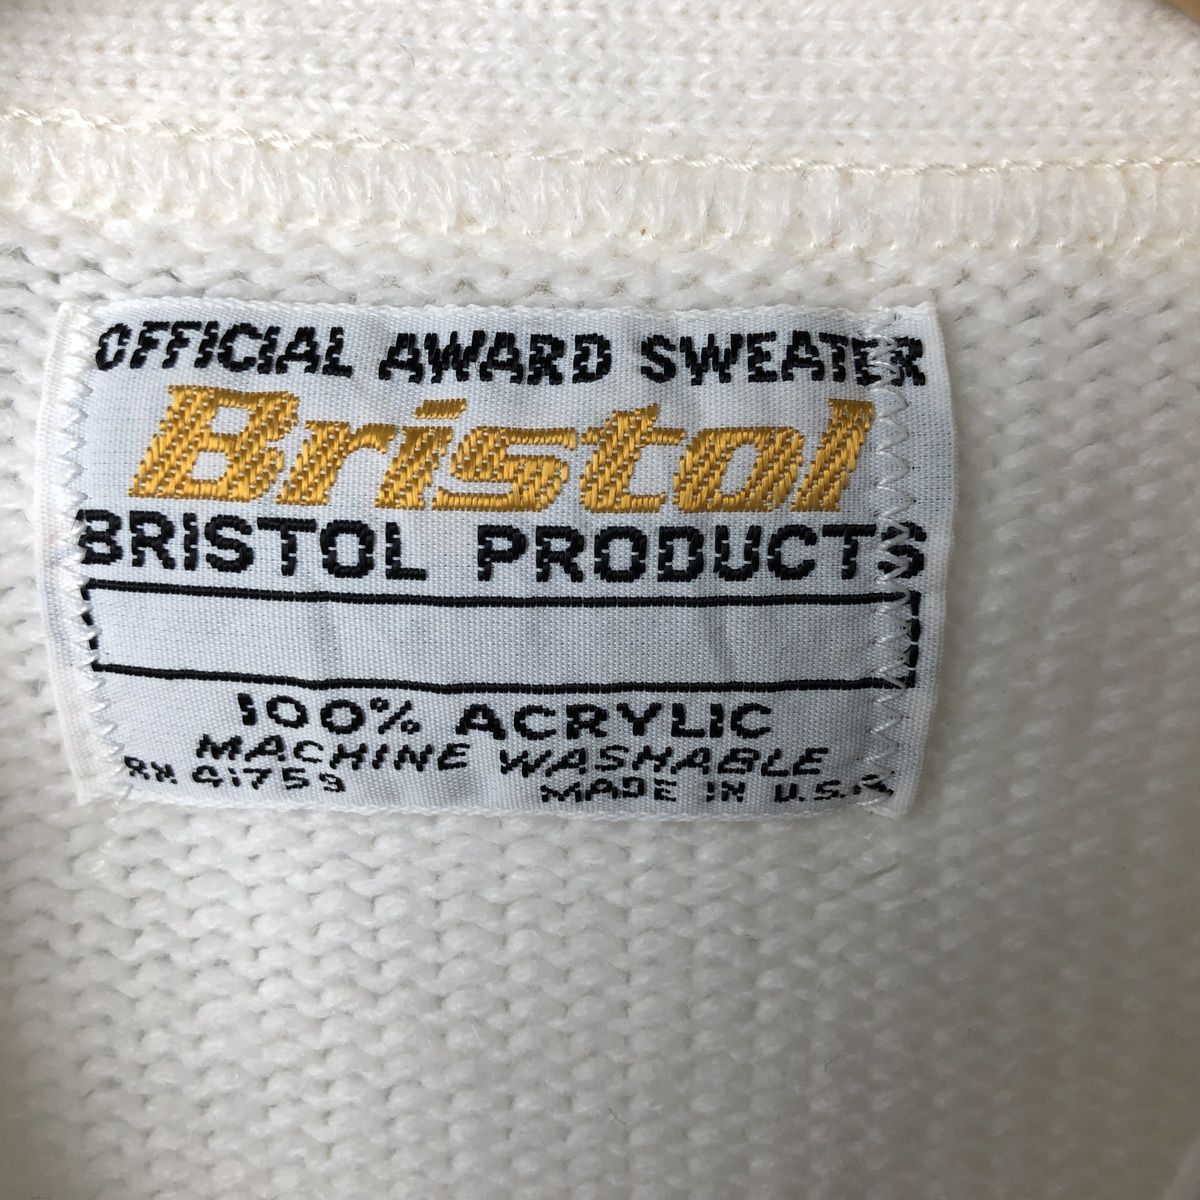 OFFICIAL AWARD SWEATER
Bristol
BRISTOL PRODUCTS
100% ACRYLIC
MACHINE WASHABLE
RN 41759 MADE IN U.S.A.